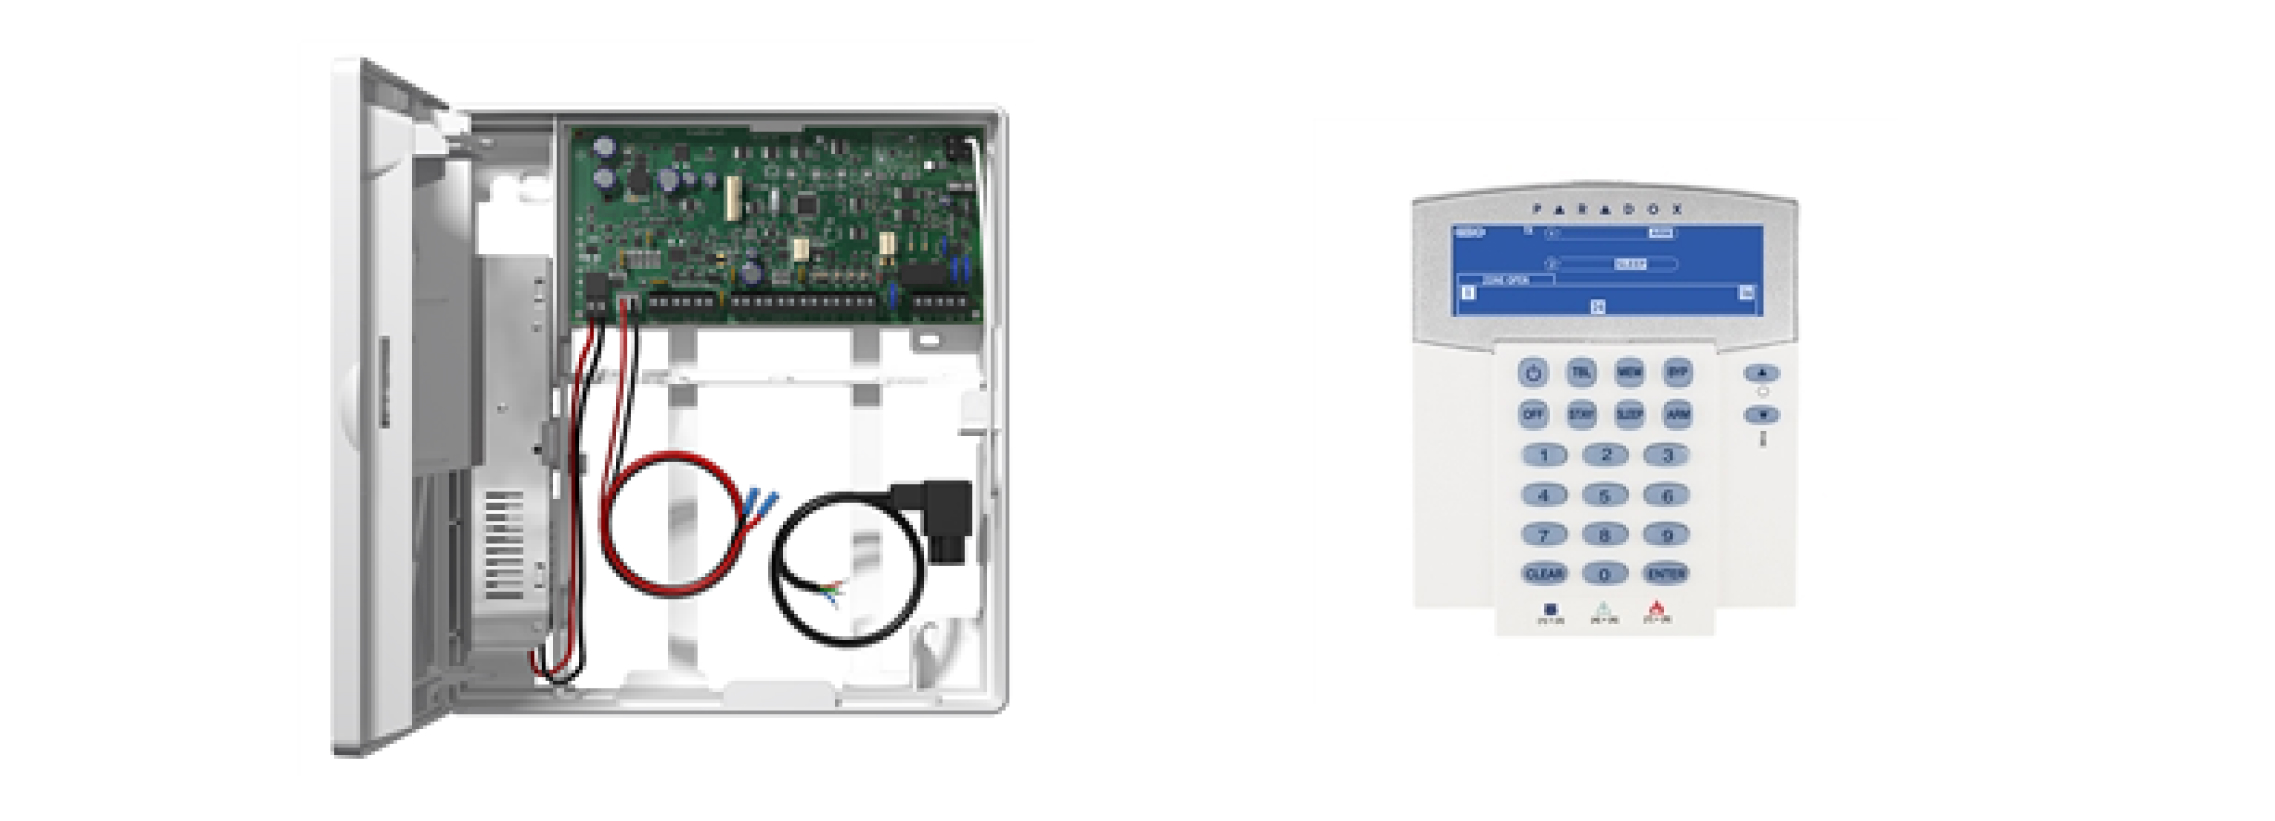 PARADOX
ARM
SLEEP
ZONE OPEN
TBL MEM BYP
OFF STAY SLEEP ARM
1 2 3
4 5 6
7 8 9
CLEAR 0 ENTER